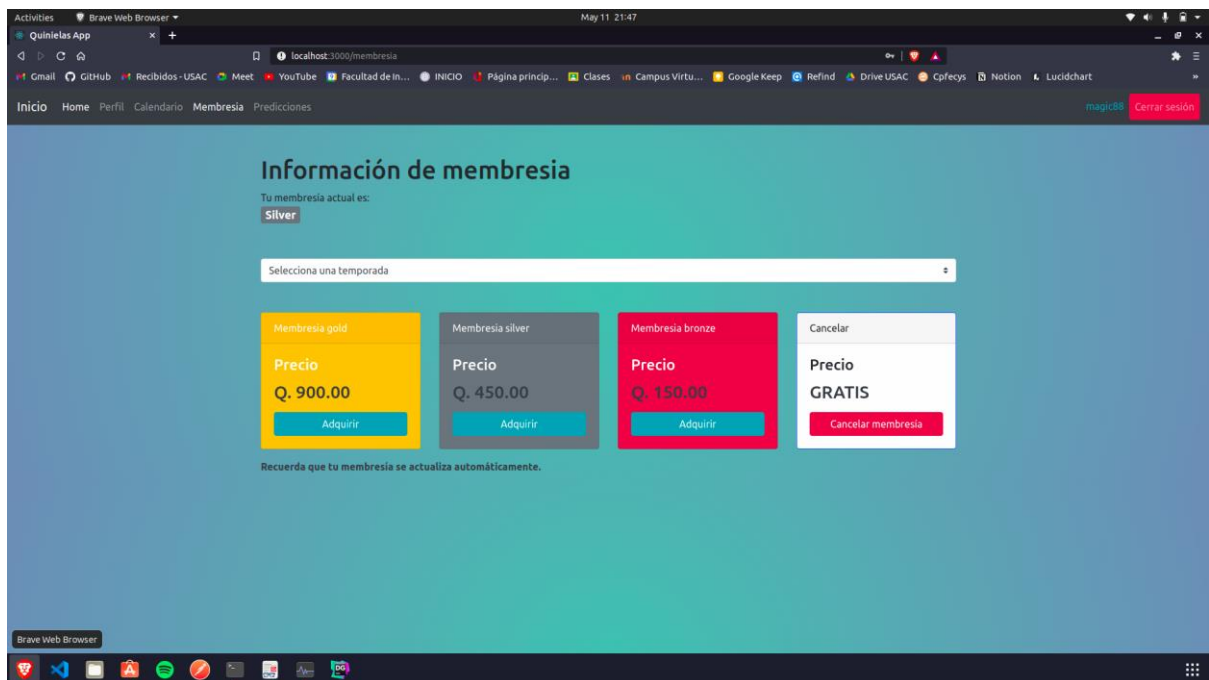 Activities Brave Web Browser May 11 21:47
Quinielas App
localhost:3000/membresia
Gmail GitHub Recibidos - USAC Meet YouTube Facultad de In... INICIO Página princip... Clases Campus Virtu... Google Keep Refind Drive USAC Cpfecys Notion Lucidchart
Inicio Home Perfil Calendario Membresia Predicciones magic88 Cerrar sesión
Información de membresia
Tu membresía actual es:
Silver
Selecciona una temporada
Membresia gold Membresia silver Membresia bronze Cancelar
Precio Precio Precio Precio
Q. 900.00 Q. 450.00 Q. 150.00 GRATIS
Adquirir Adquirir Adquirir Cancelar membresia
Recuerda que tu membresia se actualiza automáticamente.
Brave Web Browser
DG